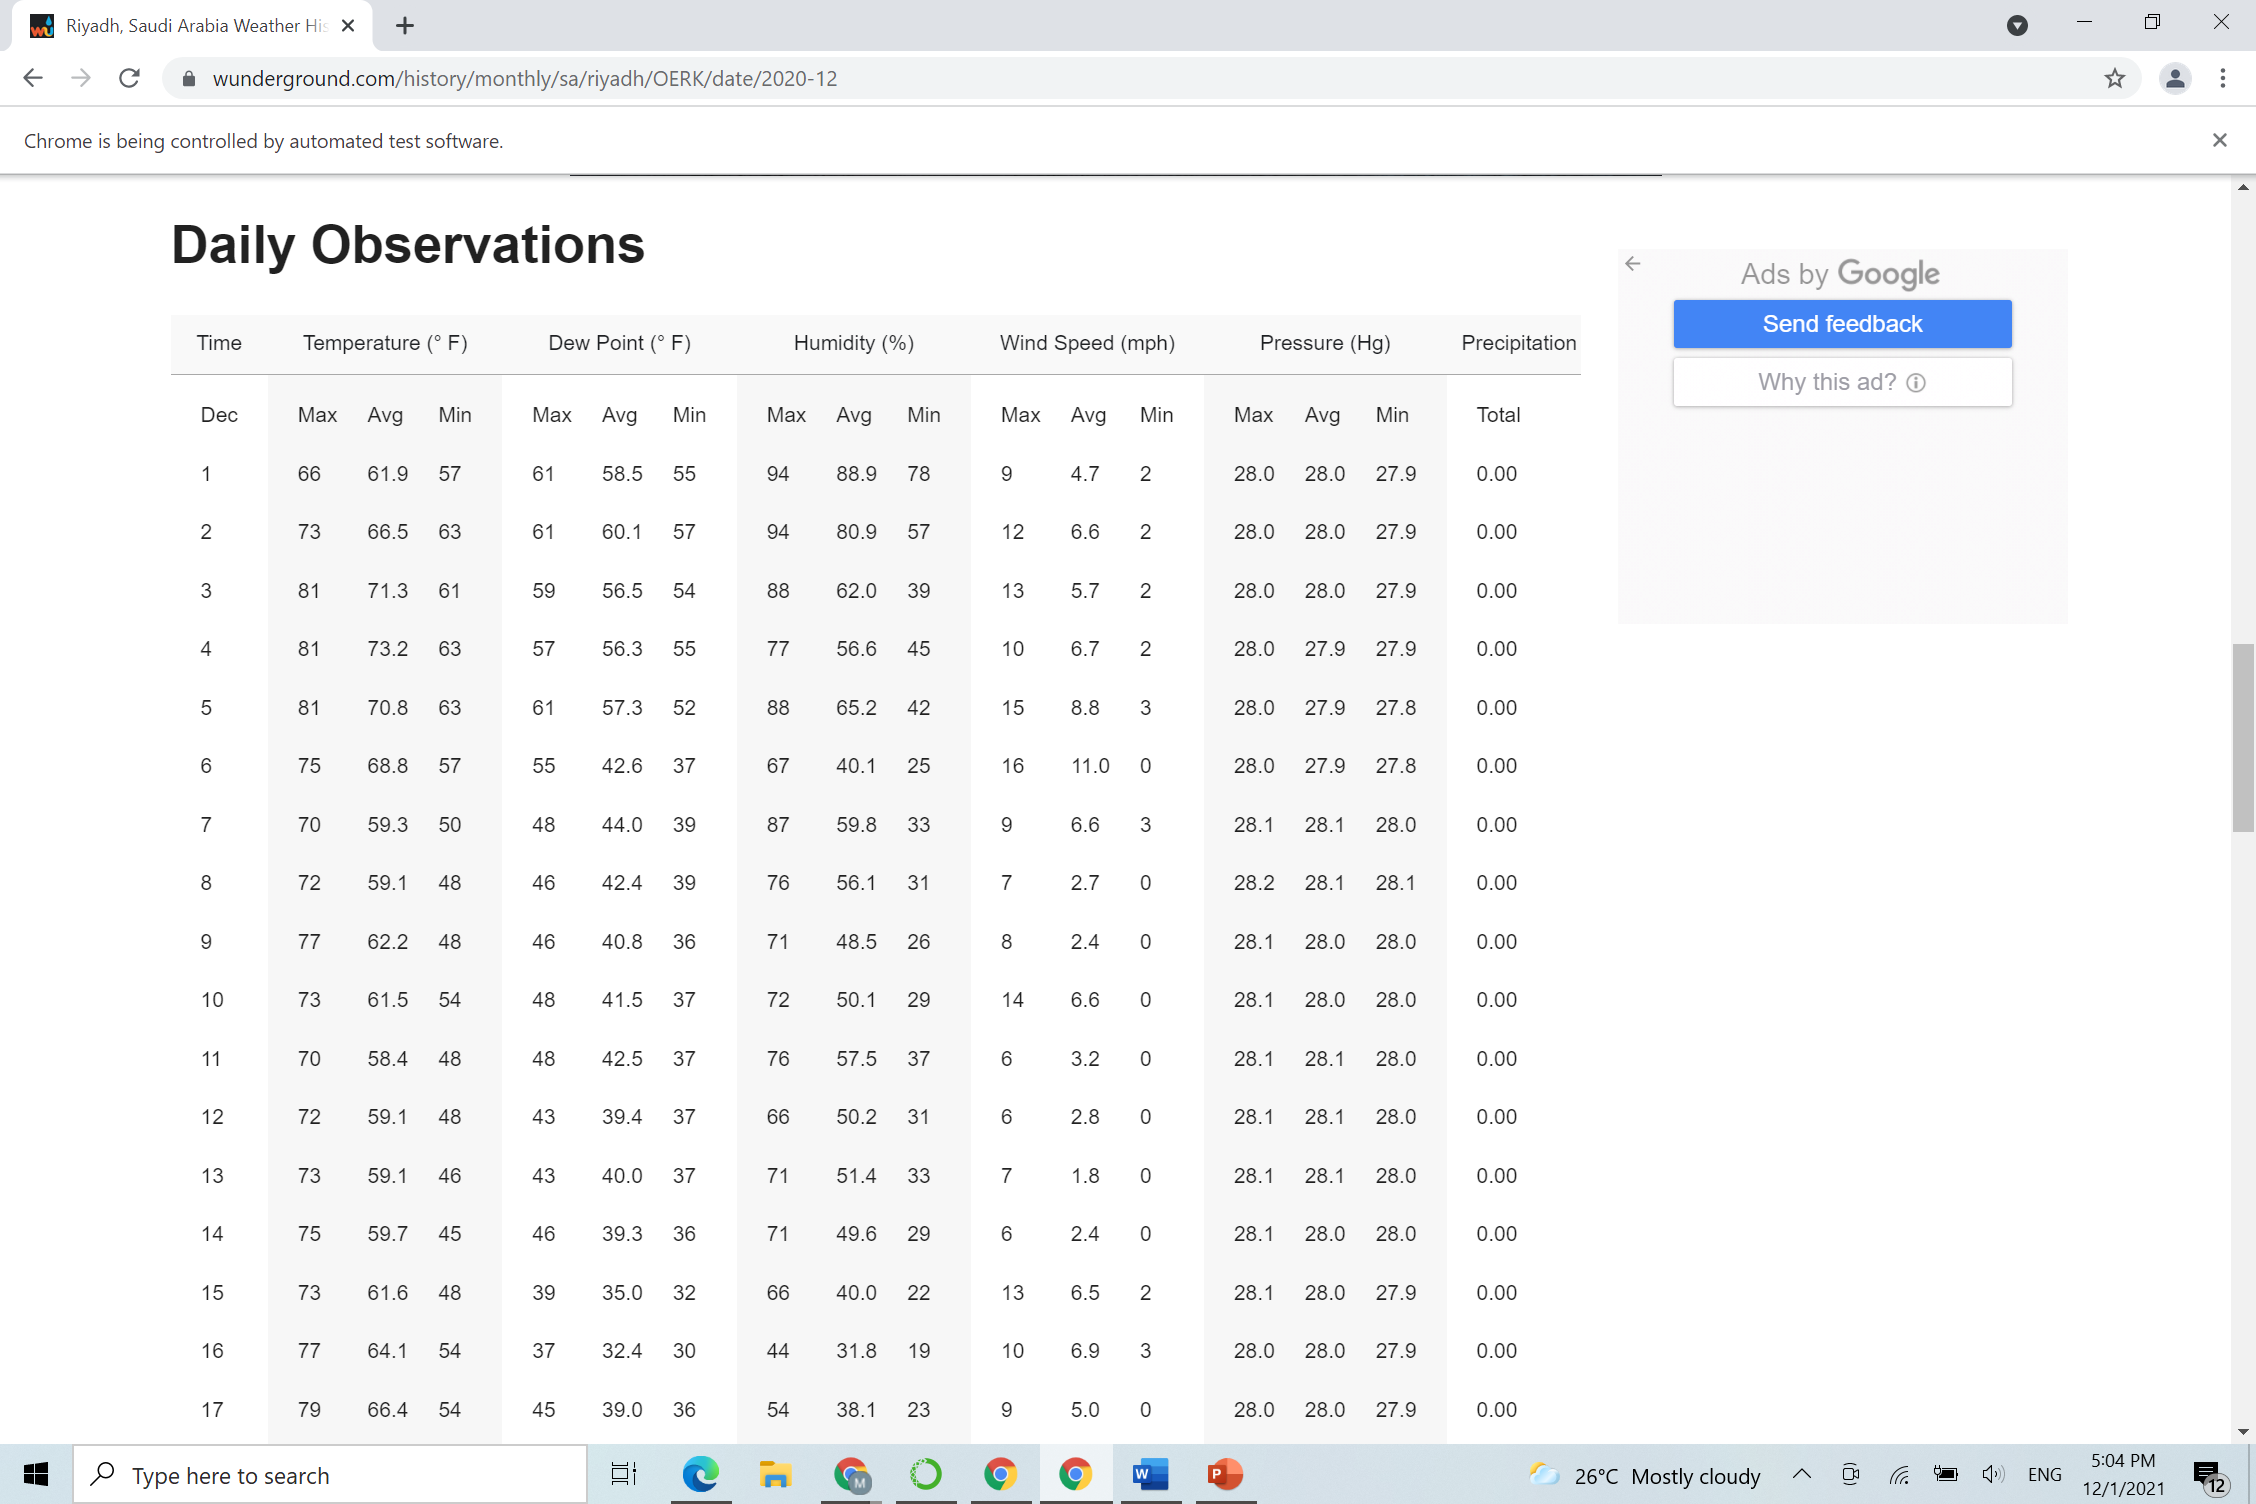 Riyadh, Saudi Arabia Weather His
wunderground.com/history/monthly/sa/riyadh/OERK/date/2020-12
Chrome is being controlled by automated test software.
Daily Observations
Ads by Google
Send feedback
Why this ad?
Time Temperature (° F) Dew Point (° F) Humidity (%) Wind Speed (mph) Pressure (Hg) Precipitation
Dec Max Avg Min Max Avg Min Max Avg Min Max Avg Min Max Avg Min Total
1 66 61.9 57 61 58.5 55 94 88.9 78 9 4.7 2 28.0 28.0 27.9 0.00
2 73 66.5 63 61 60.1 57 94 80.9 57 12 6.6 2 28.0 28.0 27.9 0.00
3 81 71.3 61 59 56.5 54 88 62.0 39 13 5.7 2 28.0 28.0 27.9 0.00
4 81 73.2 63 57 56.3 55 77 56.6 45 10 6.7 2 28.0 27.9 27.9 0.00
5 81 70.8 63 61 57.3 52 88 65.2 42 15 8.8 3 28.0 27.9 27.8 0.00
6 75 68.8 57 55 42.6 37 67 40.1 25 16 11.0 0 28.0 27.9 27.8 0.00
7 70 59.3 50 48 44.0 39 87 59.8 33 9 6.6 3 28.1 28.1 28.0 0.00
8 72 59.1 48 46 42.4 39 76 56.1 31 7 2.7 0 28.2 28.1 28.1 0.00
9 77 62.2 48 46 40.8 36 71 48.5 26 8 2.4 0 28.1 28.0 28.0 0.00
10 73 61.5 54 48 41.5 37 72 50.1 29 14 6.6 0 28.1 28.0 28.0 0.00
11 70 58.4 48 48 42.5 37 76 57.5 37 6 3.2 0 28.1 28.1 28.0 0.00
12 72 59.1 48 43 39.4 37 66 50.2 31 6 2.8 0 28.1 28.1 28.0 0.00
13 73 59.1 46 43 40.0 37 71 51.4 33 7 1.8 0 28.1 28.1 28.0 0.00
14 75 59.7 45 46 39.3 36 71 49.6 29 6 2.4 0 28.1 28.0 28.0 0.00
15 73 61.6 48 39 35.0 32 66 40.0 22 13 6.5 2 28.1 28.0 27.9 0.00
16 77 64.1 54 37 32.4 30 44 31.8 19 10 6.9 3 28.0 28.0 27.9 0.00
17 79 66.4 54 45 39.0 36 54 38.1 23 9 5.0 0 28.0 28.0 27.9 0.00
Type here to search
M
W
P
26°C Mostly cloudy
ENG
5:04 PM
12/1/2021
12